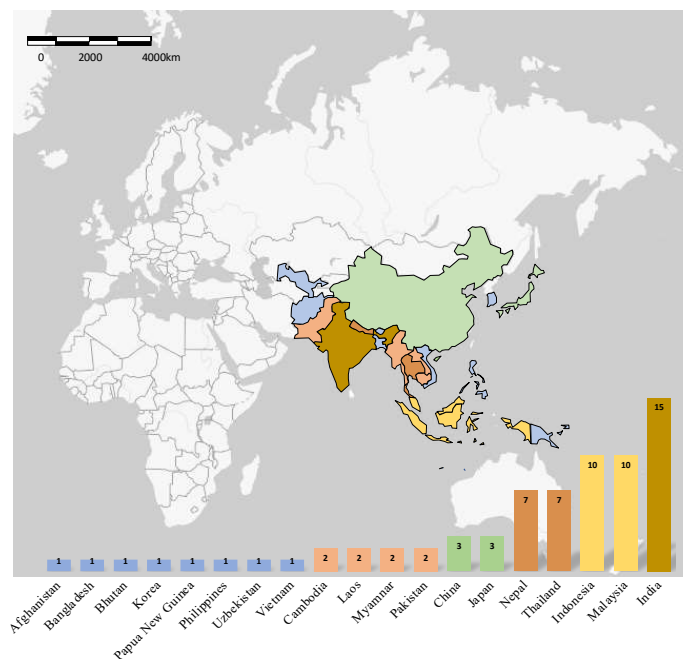 0 2000 4000km
15
10 10
7 7
3 3
2 2 2 2
1 1 1 1 1 1 1 1
Afghanistan
Bangladesh
Bhutan
Korea
Papua New Guinea
Philippines
Uzbekistan
Vietnam
Cambodia
Laos
Myamnar
Pakistan
China
Japan
Nepal
Thailand
Indonesia
Malaysia
India